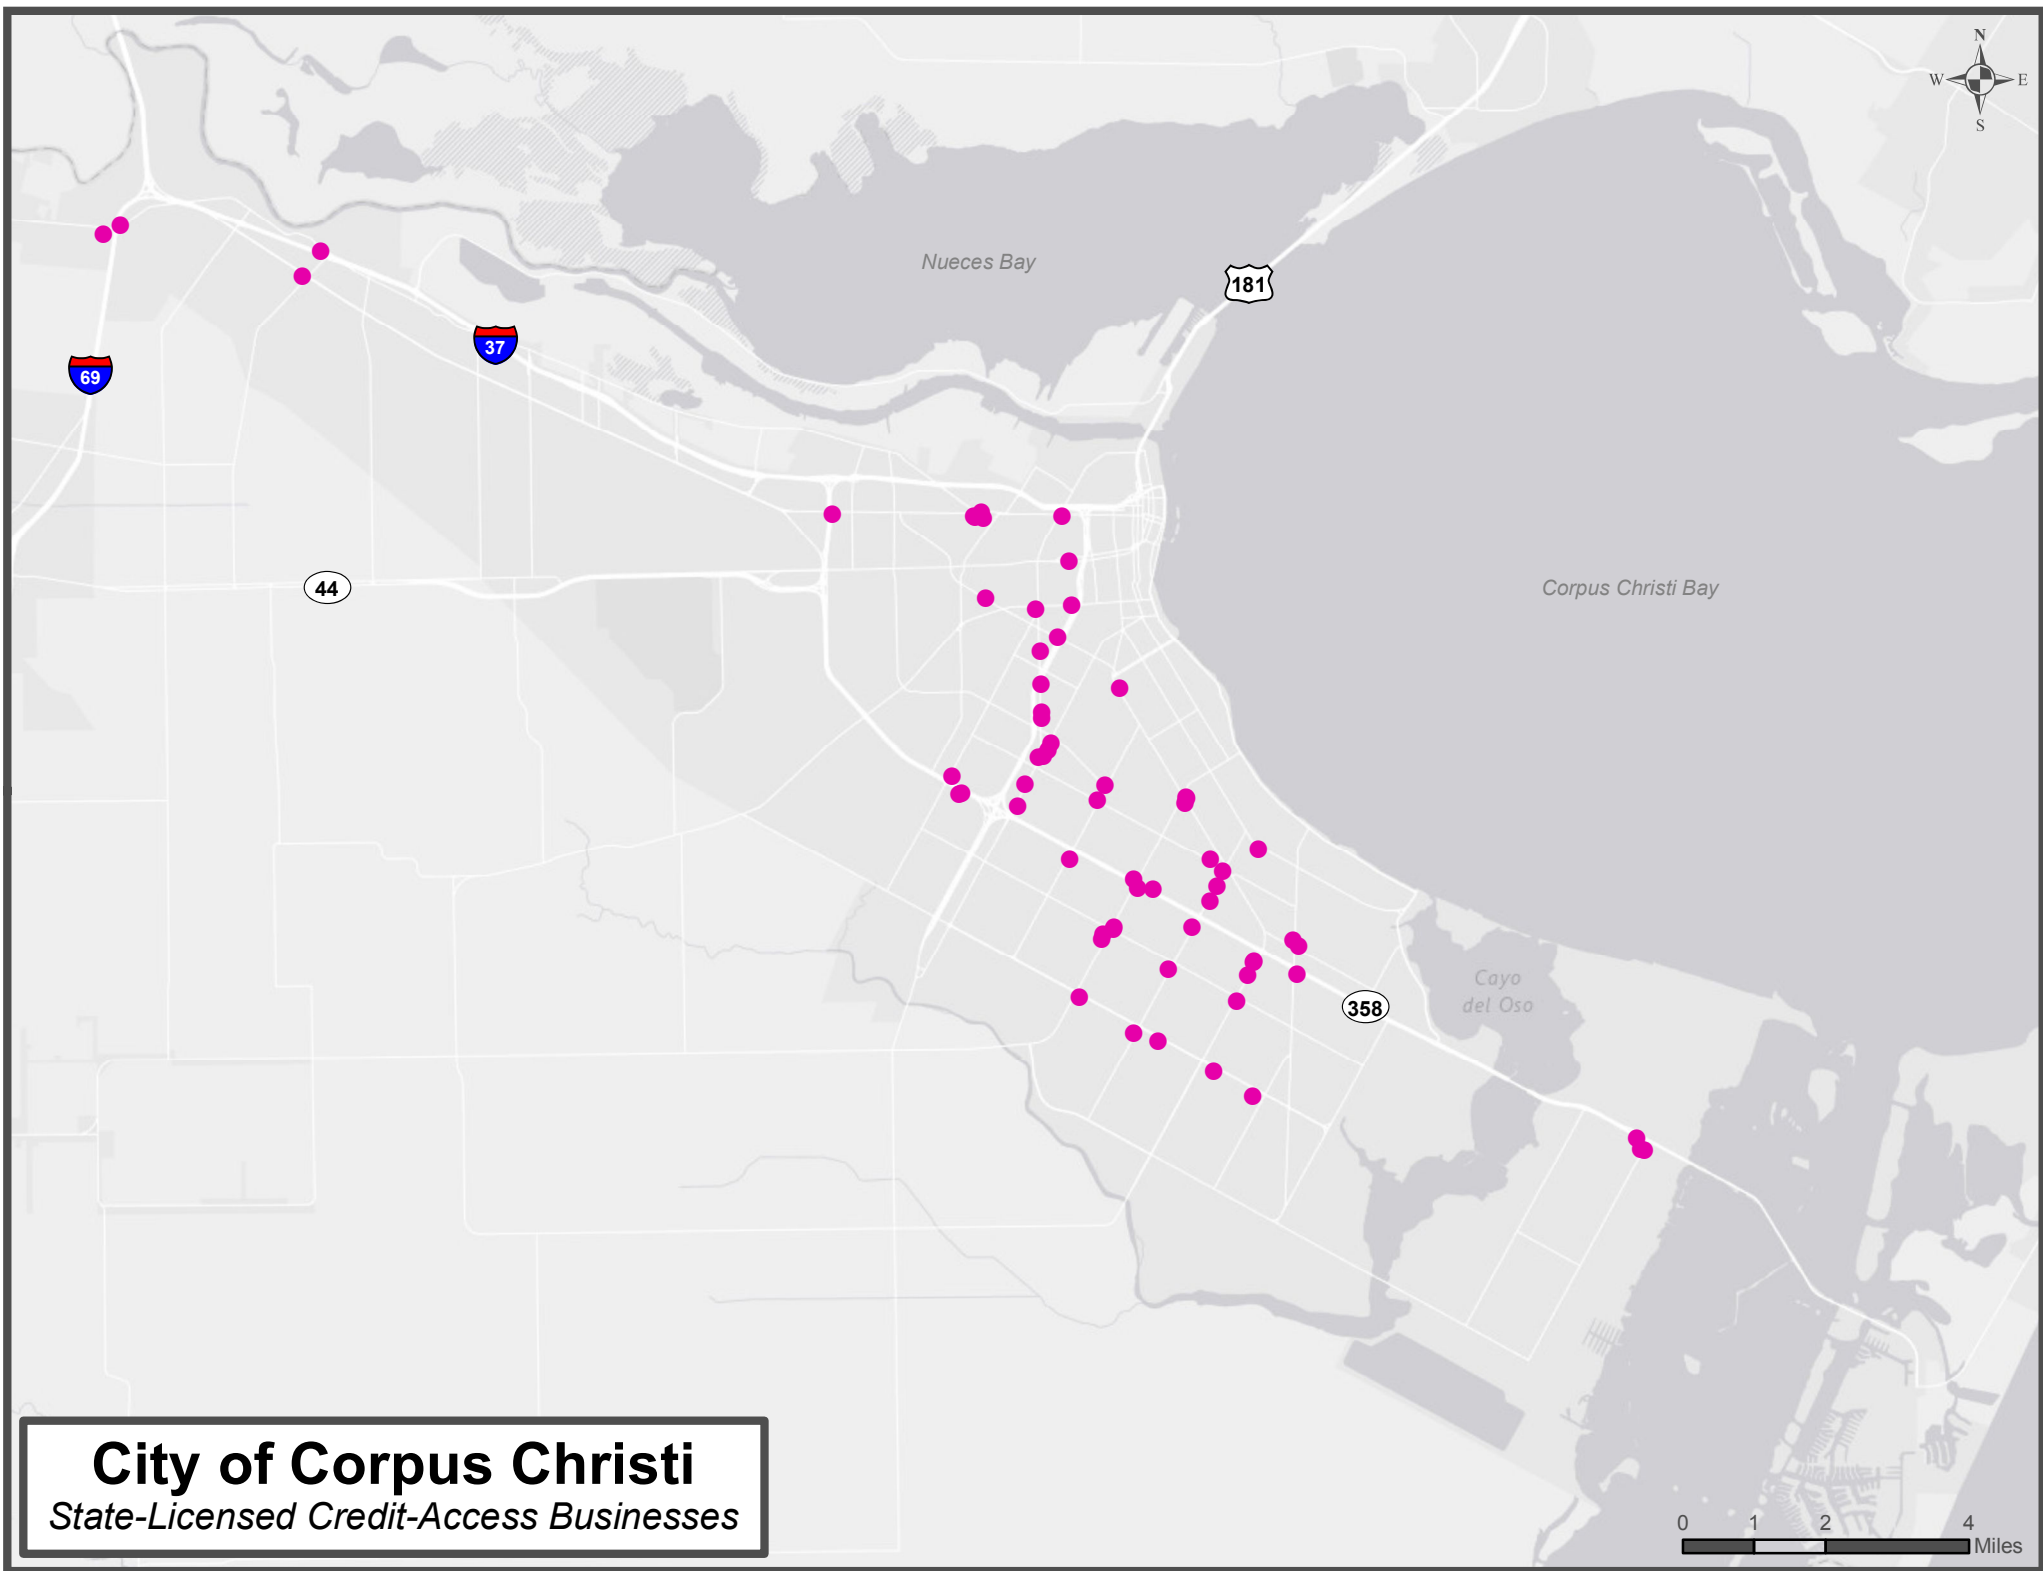 N
W E
S
Nueces Bay
181
37
69
44
Corpus Christi Bay
Cayo
del Oso
358
City of Corpus Christi
State-Licensed Credit-Access Businesses
0 1 2 4
Miles